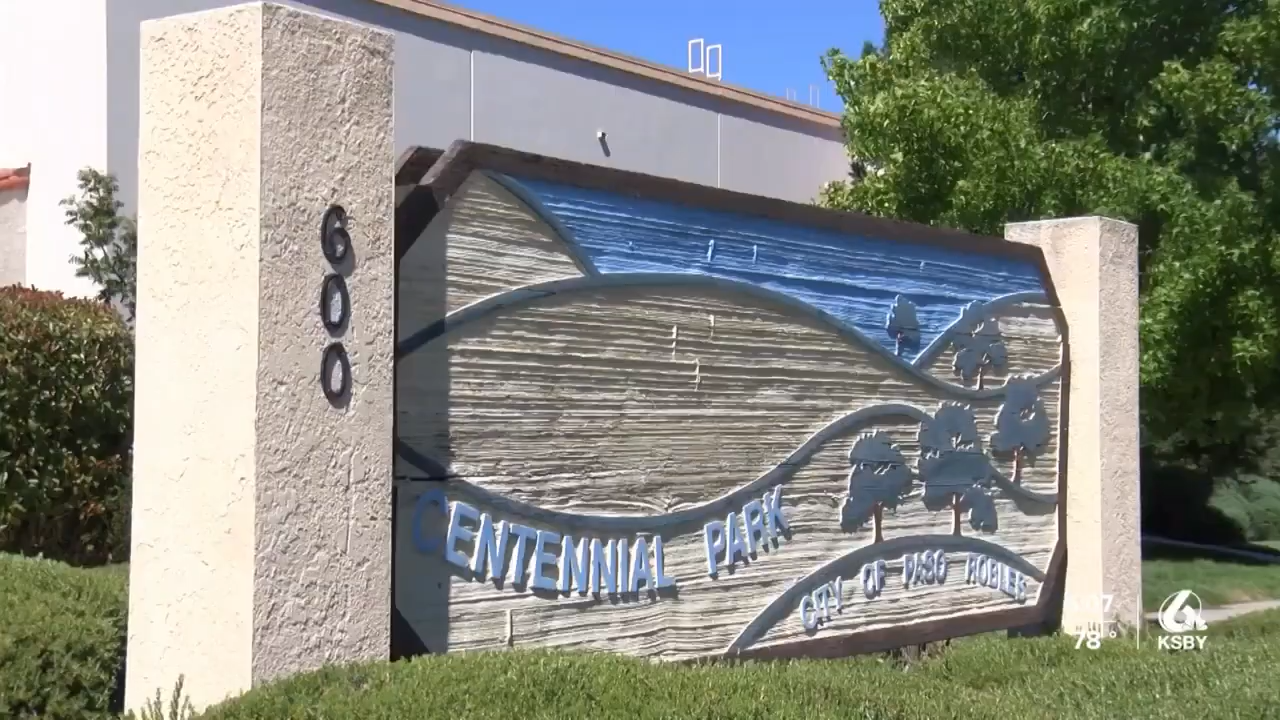 600
CENTENNIAL PARK
CITY OF PASO ROBLES
78°
KSBY